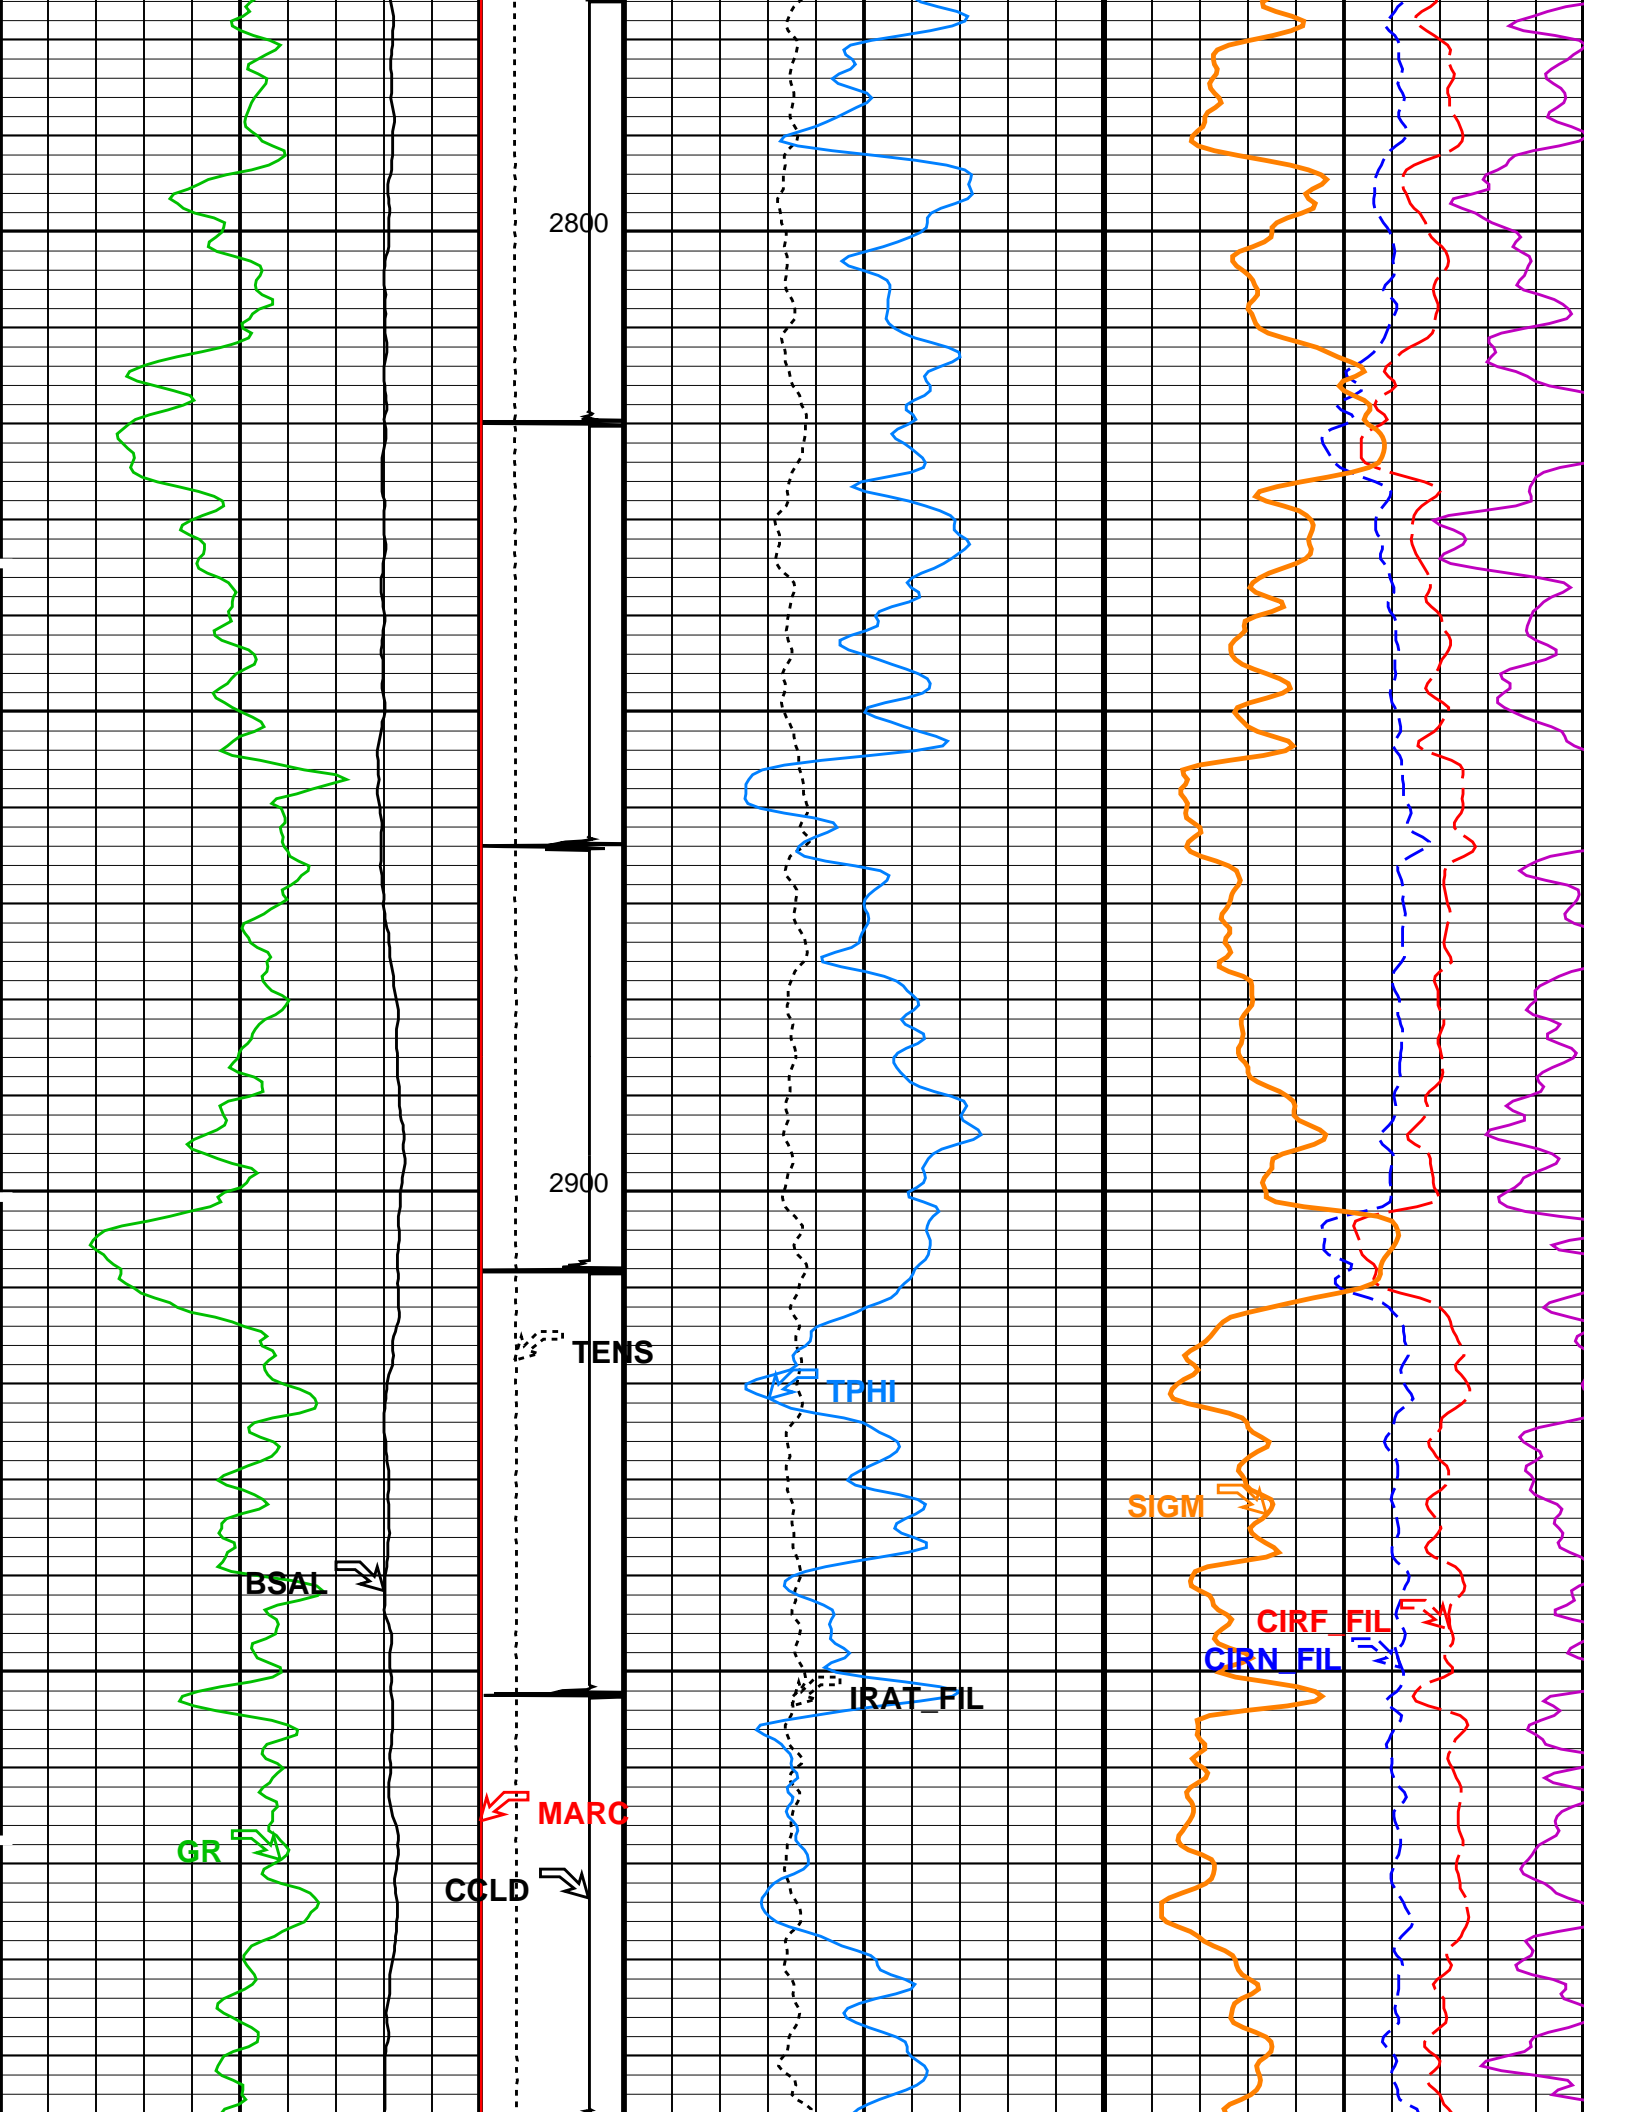 2800
2900
TENS
TPHI
SIGM
BSAL
CIRF_FIL
CIRN_FIL
IRAT_FIL
MARC
GR
CCLD